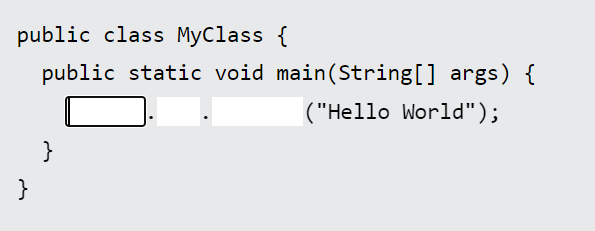 public class MyClass {
public static void main(String[] args) {
. . ("Hello World");
}
}